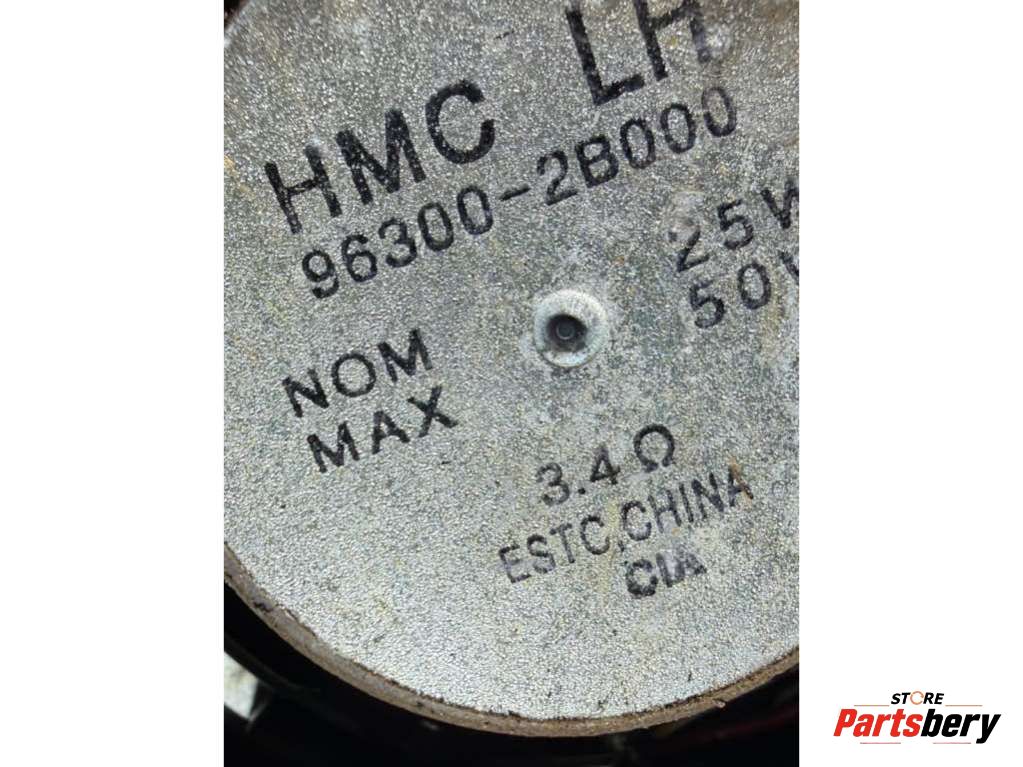 HMC LH
96300-2B000
NOM 25W
MAX 50W
3.4Ω
ESTC,CHINA
CIA
STORE
Partsbery